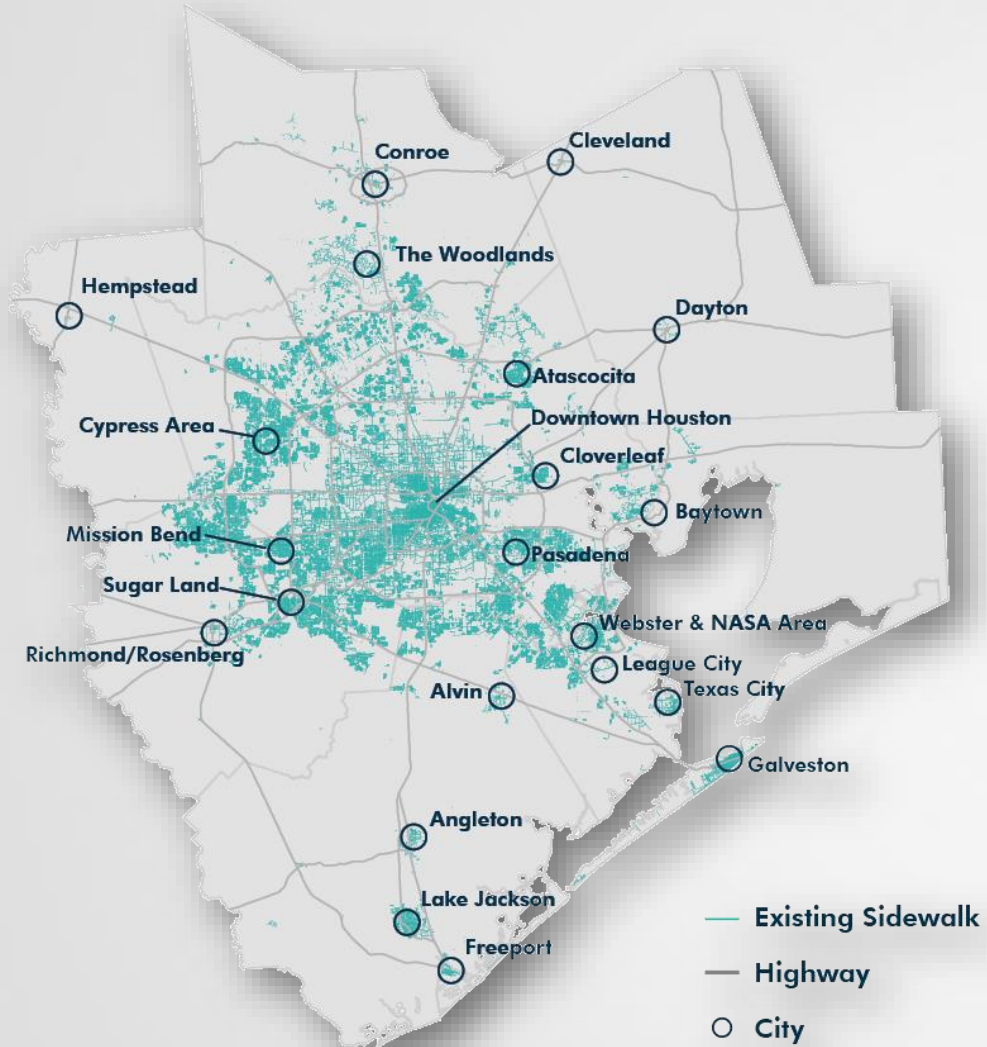 Cleveland
Conroe
The Woodlands
Hempstead
Dayton
Atascocita
Downtown Houston
Cypress Area
Cloverleaf
Baytown
Mission Bend
Pasadena
Sugar Land
Webster & NASA Area
Richmond/Rosenberg
League City
Alvin
Texas City
Galveston
Angleton
Lake Jackson
Freeport
Existing Sidewalk
Highway
City